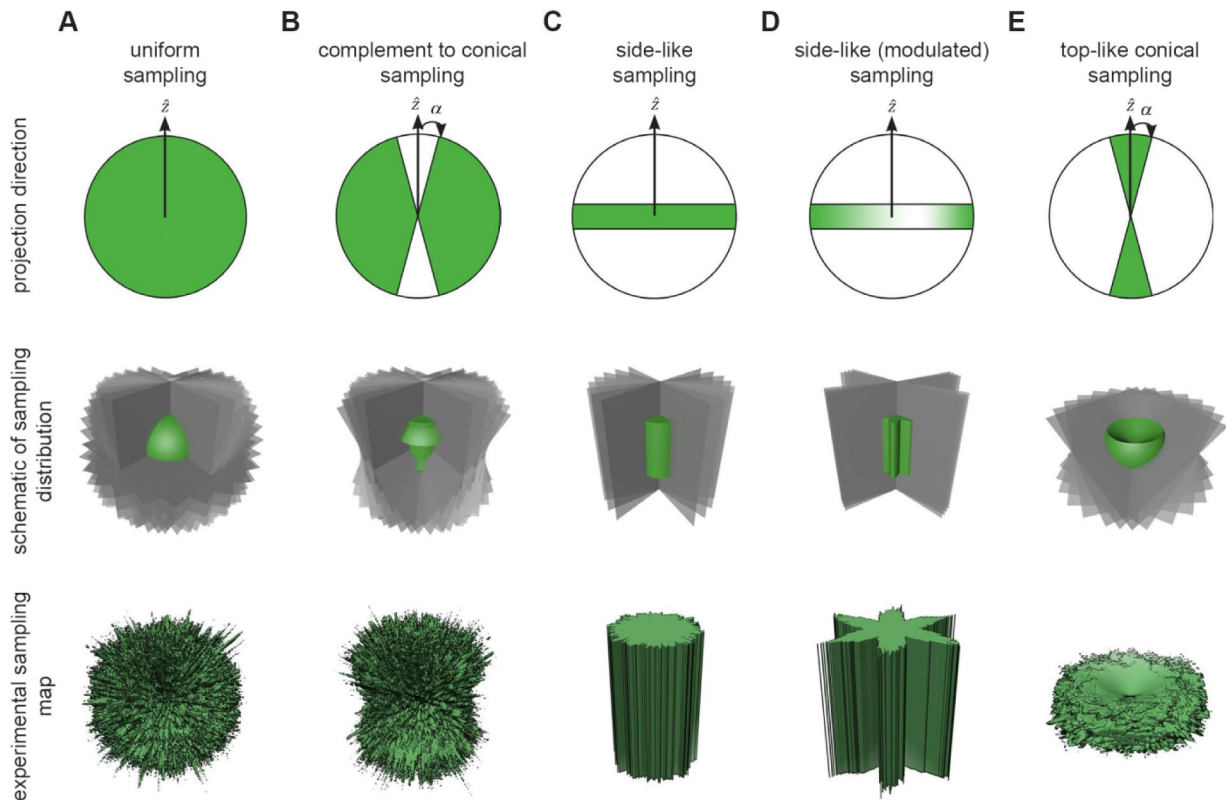 A
B
C
D
E
uniform
sampling
complement to conical
sampling
side-like
sampling
side-like (modulated)
sampling
top-like conical
sampling
projection direction
ẑ
ẑ α
ẑ
ẑ
ẑ α
schematic of sampling
distribution
experimental sampling
map